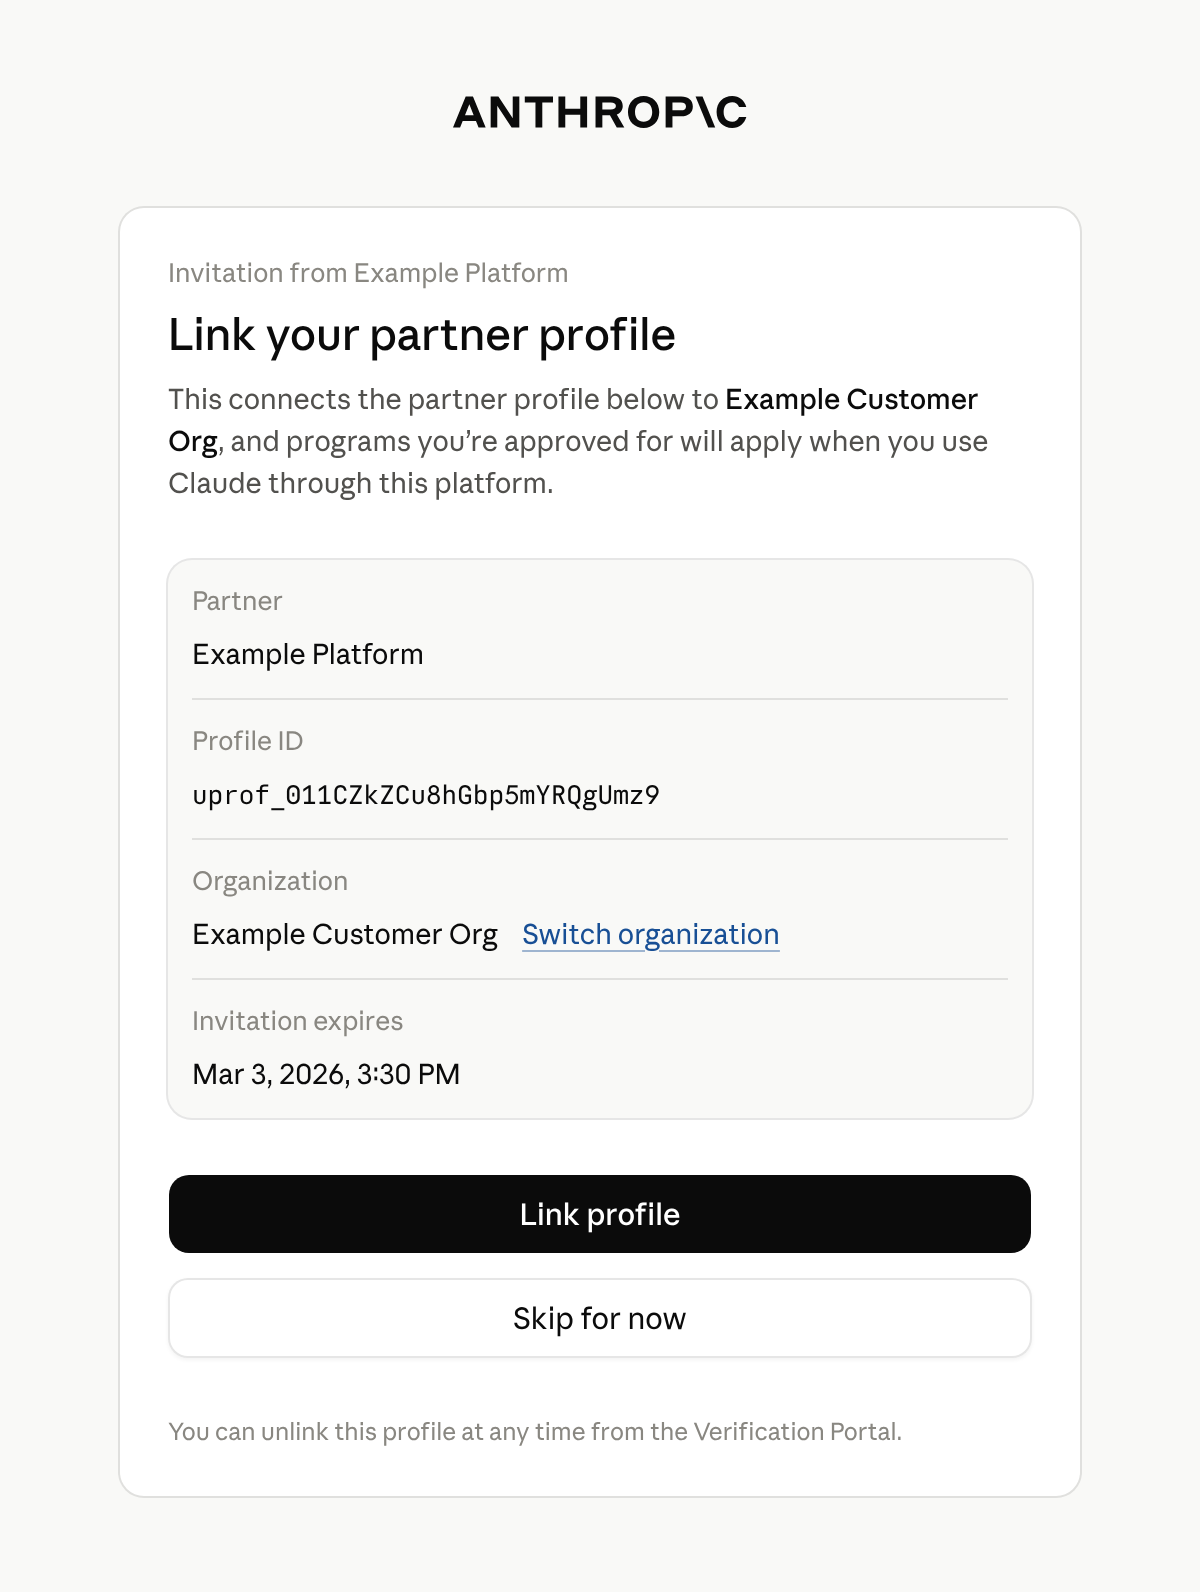 ANTHROP\C
Invitation from Example Platform
Link your partner profile
This connects the partner profile below to Example Customer
Org, and programs you’re approved for will apply when you use
Claude through this platform.
Partner
Example Platform
Profile ID
uprof_011CZkZCu8hGbp5mYRQgUmz9
Organization
Example Customer Org Switch organization
Invitation expires
Mar 3, 2026, 3:30 PM
Link profile
Skip for now
You can unlink this profile at any time from the Verification Portal.